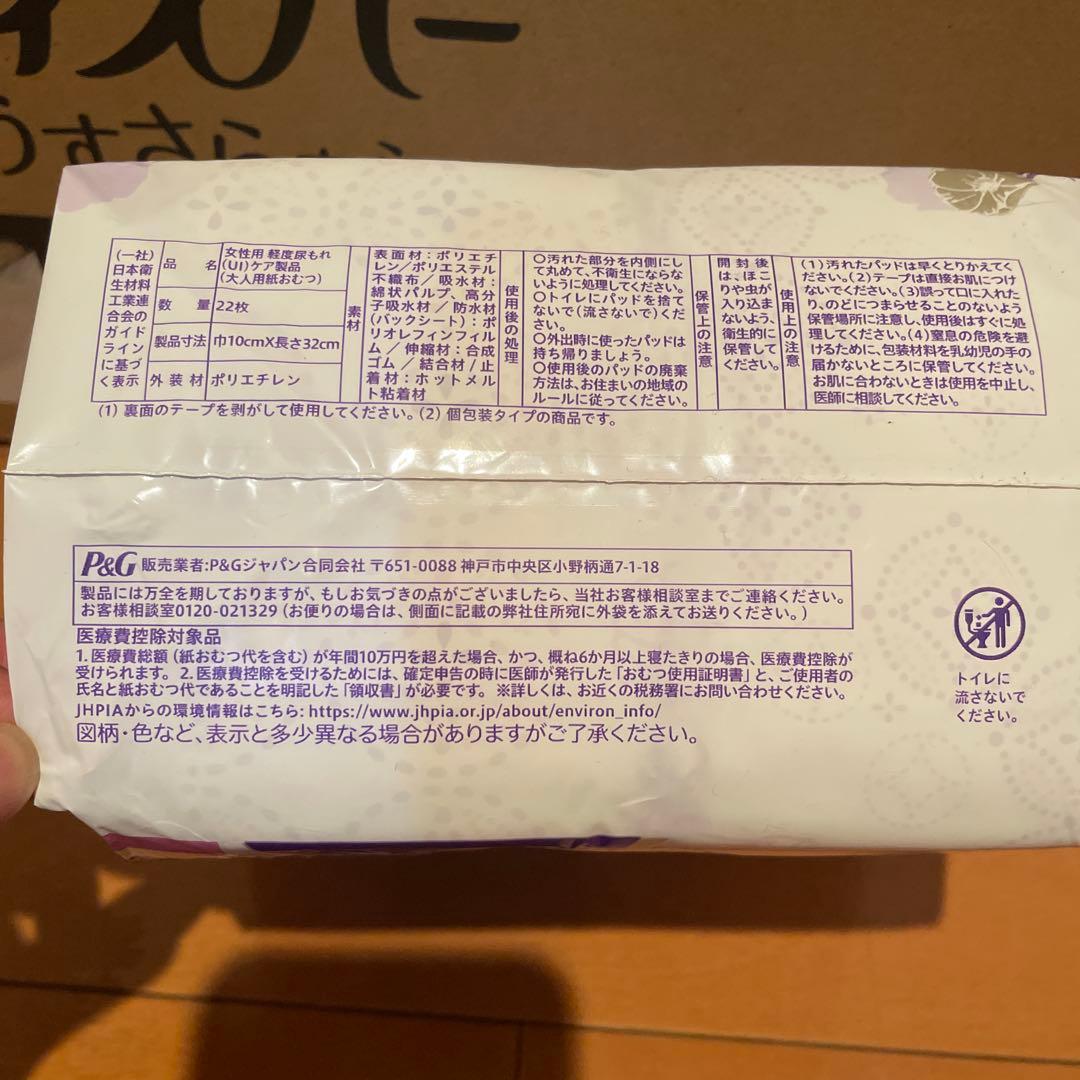 うすさら
(一社)
日本衛
生材料
工業連
合会の
ガイド
ライン
に基づ
く表示
品名
女性用 軽度尿もれ
(UI)ケア製品
(大人用紙おむつ)
数量
22枚
製品寸法
巾10cmX長さ32cm
外装材
ポリエチレン
素材
表面材:ポリエチ
レン/ポリエステル
不織布/吸水材:
綿状パルプ、高分
子吸水材/防水材
(バックシート):ポ
リオレフィンフィル
ム/伸縮材:合成
ゴム/結合材/止
着材:ホットメル
ト粘着材
使用後の処理
○汚れた部分を内側にし
て丸めて、不衛生にならな
いように処理してください。
○トイレにパッドを捨て
ないで(流さないで)くだ
さい。
○外出時に使ったパッドは
持ち帰りましょう。
○使用後のパッドの廃棄
方法は、お住まいの地域の
ルールに従ってください。
保管上の注意
開封後
は、ほこ
りや虫が
入り込ま
ないよう、
衛生的に
保管して
ください。
使用上の注意
(1)汚れたパッドは早くとりかえてく
ださい。(2)テープは直接お肌につけ
ないでください。(3)誤って口に入れた
り、のどにつまらせることのないよう
保管場所に注意し、使用後はすぐに処
理してください。(4)窒息の危険を避
けるために、包装材料を乳幼児の手の
届かないところに保管してください。
お肌に合わないときは使用を中止し、
医師に相談してください。
(1) 裏面のテープを剥がして使用してください。(2) 個包装タイプの商品です。
P&G 販売業者:P&Gジャパン合同会社 〒651-0088 神戸市中央区小野柄通7-1-18
製品には万全を期しておりますが、もしお気づきの点がございましたら、当社お客様相談室までご連絡ください。
お客様相談室0120-021329 (お便りの場合は、側面に記載の弊社住所宛に外袋を添えてお送りください。)
医療費控除対象品
1. 医療費総額 (紙おむつ代を含む) が年間10万円を超えた場合、かつ、概ね6か月以上寝たきりの場合、医療費控除が
受けられます。 2. 医療費控除を受けるためには、確定申告の時に医師が発行した「おむつ使用証明書」と、ご使用者の
氏名と紙おむつ代であることを明記した「領収書」が必要です。 ※詳しくは、お近くの税務署にお問い合わせください。
JHPIAからの環境情報はこちら: https://www.jhpia.or.jp/about/environ_info/
図柄・色など、表示と多少異なる場合がありますがご了承ください。
トイレに
流さないで
ください。